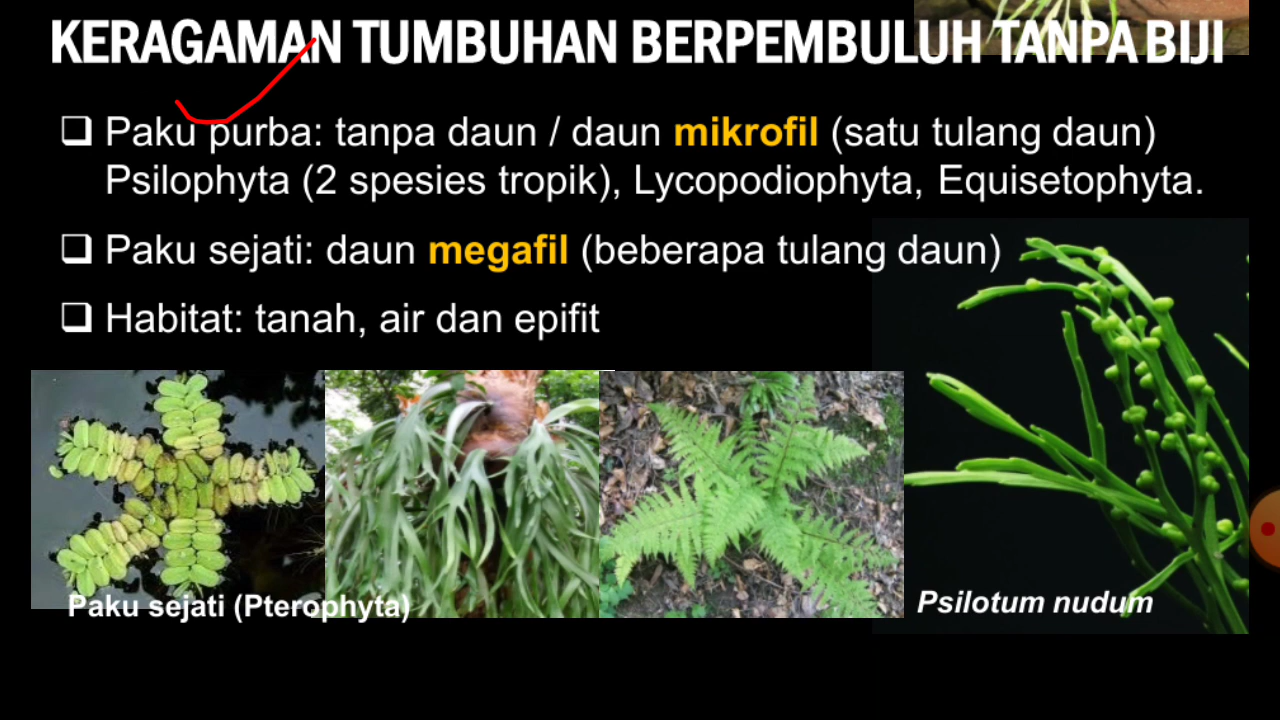 KERAGAMAN TUMBUHAN BERPEMBULUH TANPA BIJI
❑ Paku purba: tanpa daun / daun mikrofil (satu tulang daun)
Psilophyta (2 spesies tropik), Lycopodiophyta, Equisetophyta.
❑ Paku sejati: daun megafil (beberapa tulang daun)
❑ Habitat: tanah, air dan epifit
Paku sejati (Pterophyta)
Psilotum nudum